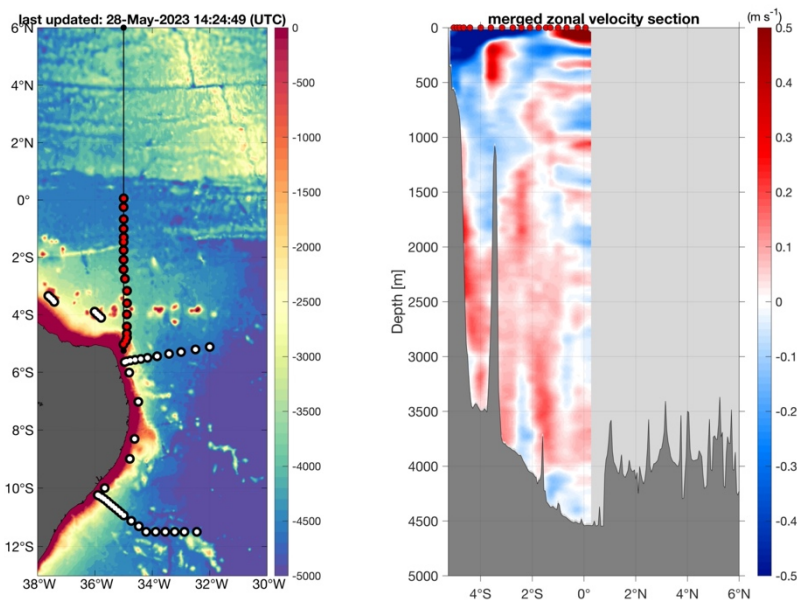 last updated: 28-May-2023 14:24:49 (UTC)
6°N
4°N
2°N
0°
2°S
4°S
6°S
8°S
10°S
12°S
38°W 36°W 34°W 32°W 30°W
0
-500
-1000
-1500
-2000
-2500
-3000
-3500
-4000
-4500
-5000
merged zonal velocity section
Depth [m]
0
500
1000
1500
2000
2500
3000
3500
4000
4500
5000
4°S 2°S 0° 2°N 4°N 6°N
(m s⁻¹)
0.5
0.4
0.3
0.2
0.1
0
-0.1
-0.2
-0.3
-0.4
-0.5